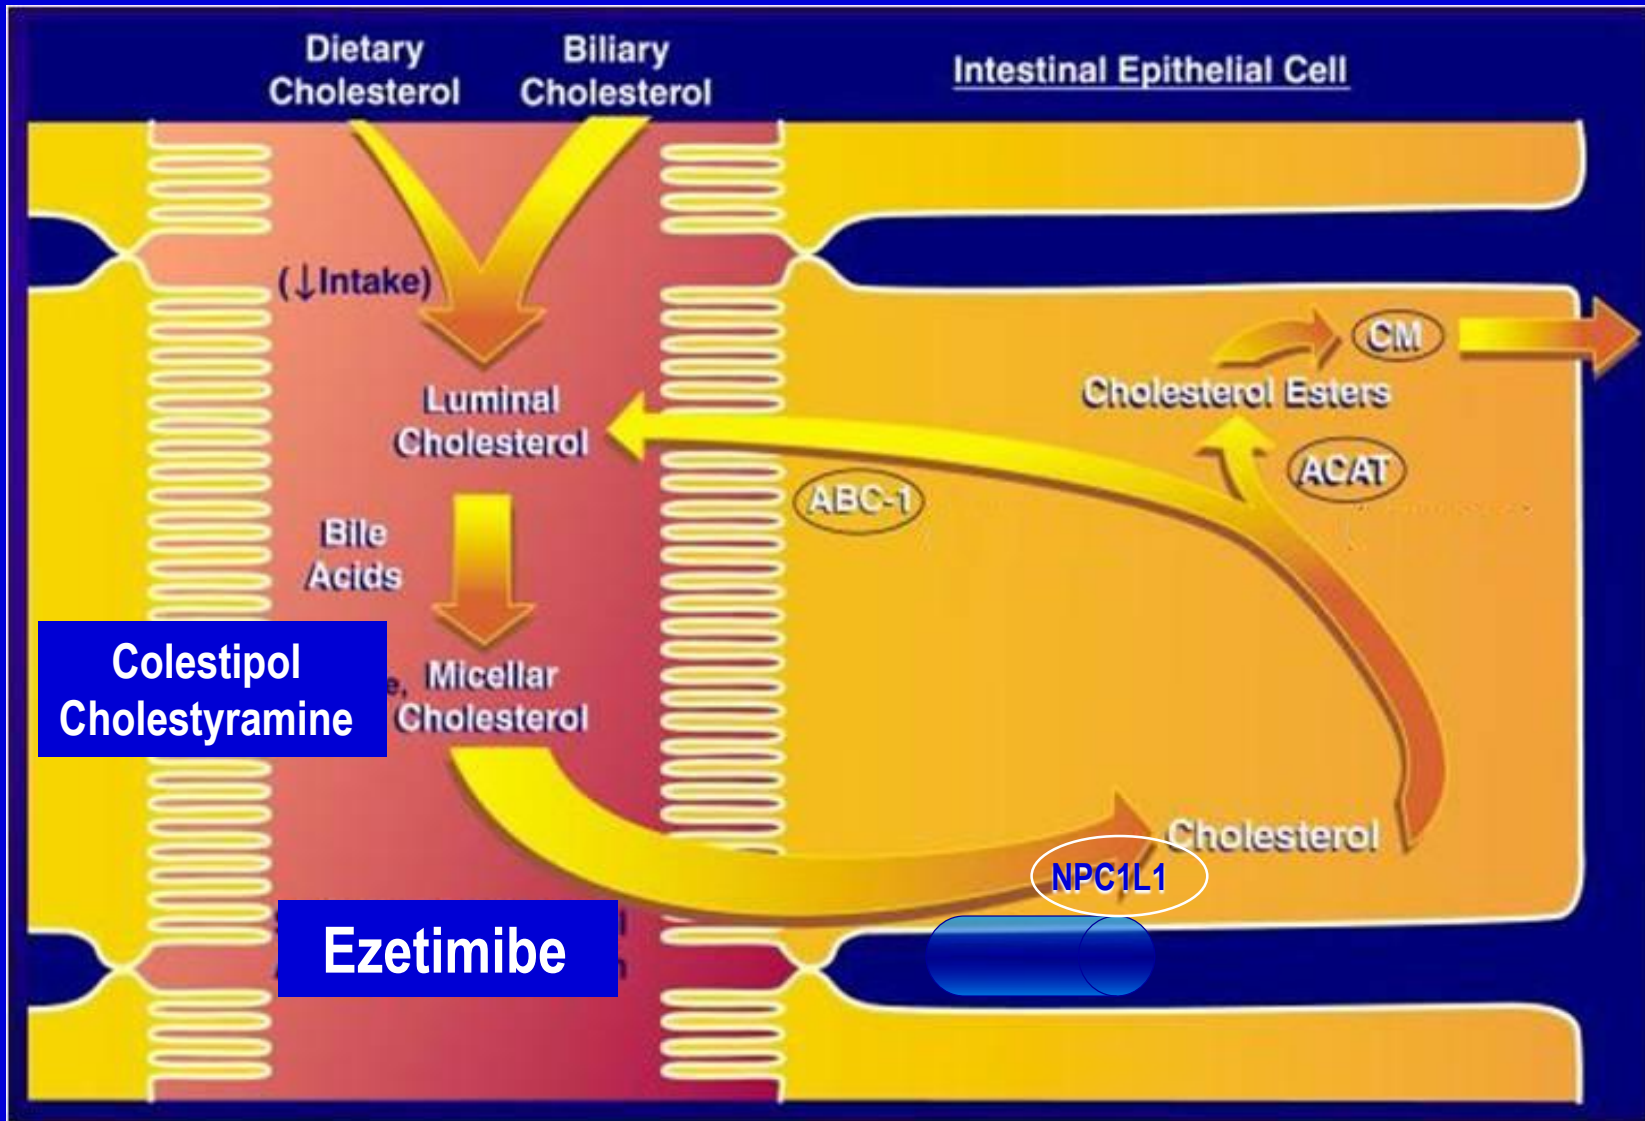 Dietary
Cholesterol
Biliary
Cholesterol
Intestinal Epithelial Cell
(↓Intake)
CM
Cholesterol Esters
Luminal
Cholesterol
ACAT
ABC-1
Bile
Acids
Colestipol
Cholestyramine
Micellar
Cholesterol
Cholesterol
NPC1L1
Ezetimibe